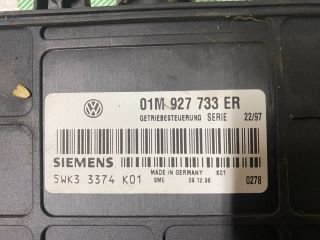 01M 927 733 ER
GETRIEBESTEUERUNG SERIE 22/97
SIEMENS MADE IN GERMANY K01
5WK3 3374 K01 SME 09.12.98 0278